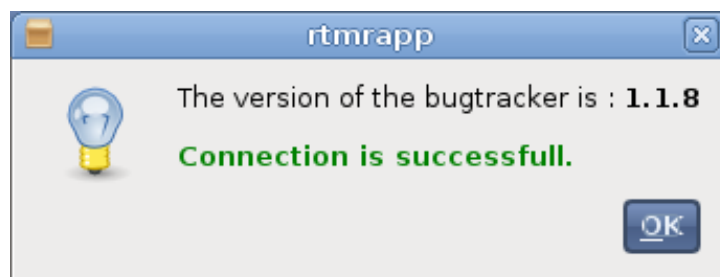 rtmrapp
The version of the bugtracker is : 1.1.8
Connection is successfull.
OK